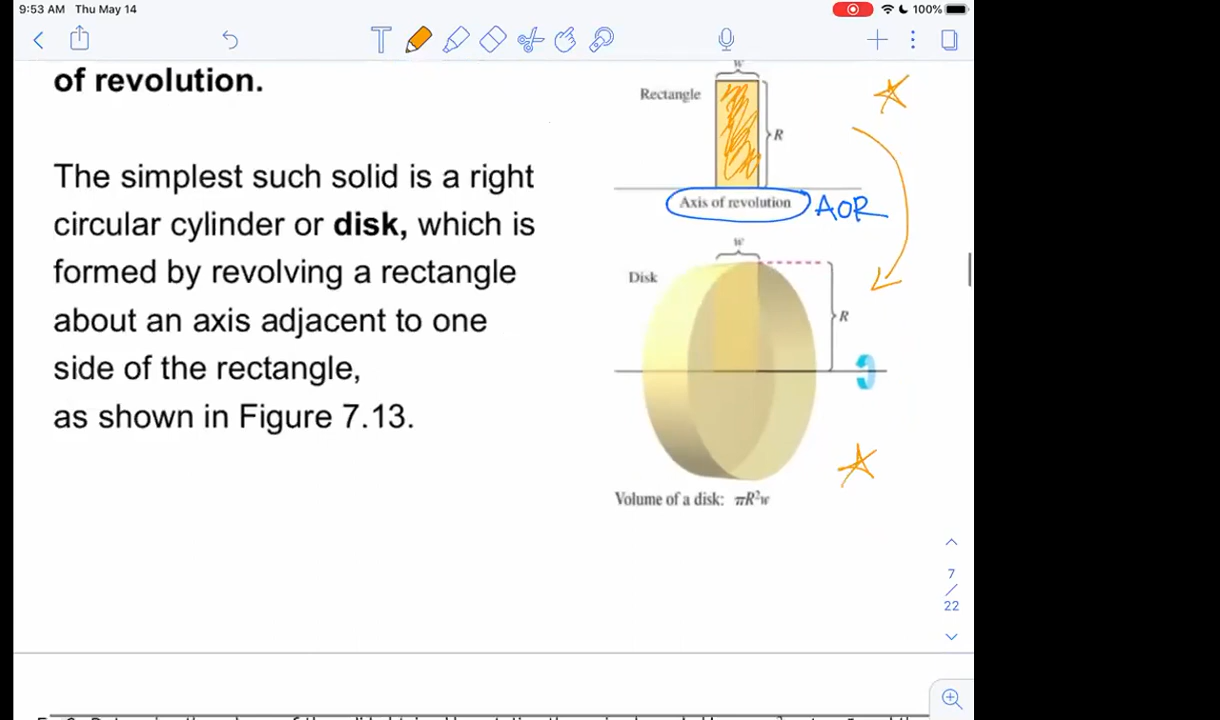 9:53 AM Thu May 14
100%
T
of revolution.
The simplest such solid is a right
circular cylinder or disk, which is
formed by revolving a rectangle
about an axis adjacent to one
side of the rectangle,
as shown in Figure 7.13.
w
Rectangle
R
Axis of revolution AOR
w
Disk
R
Volume of a disk: πR²w
7
/
22